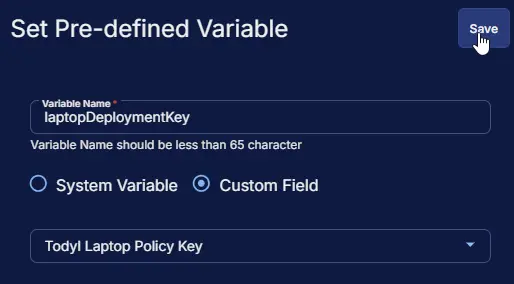 Set Pre-defined Variable
Save
Variable Name *
laptopDeploymentKey
Variable Name should be less than 65 character
System Variable
Custom Field
Todyl Laptop Policy Key